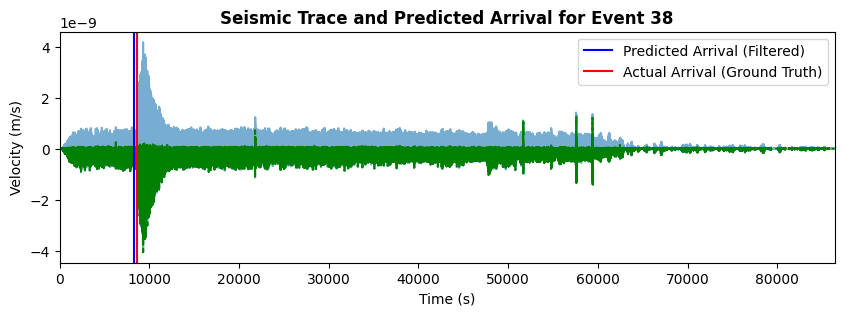 Seismic Trace and Predicted Arrival for Event 38
1e−9
Predicted Arrival (Filtered)
Actual Arrival (Ground Truth)
4
2
0
−2
−4
Velocity (m/s)
0 10000 20000 30000 40000 50000 60000 70000 80000
Time (s)